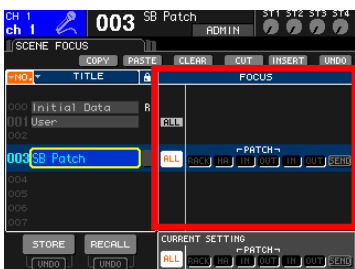 CH 1 ch 1 003 SB Patch ADMIN ST1 ST2 ST3 ST4
SCENE FOCUS
COPY PASTE CLEAR CUT INSERT UNDO
NO. TITLE FOCUS
000 Initial Data R
001 User ALL
002
PATCH
003 SB Patch ALL RACK HA IN OUT IN OUT SEND
004
005
006
007
STORE RECALL CURRENT SETTING
PATCH
UNDO UNDO ALL RACK HA IN OUT IN OUT SEND